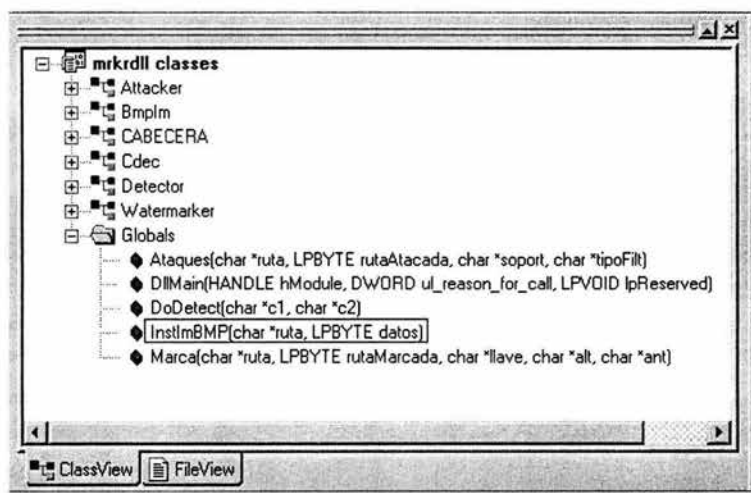 mrkrdll classes
Attacker
BmpIm
CABECERA
Cdec
Detector
Watermarker
Globals
Ataques(char *ruta, LPBYTE rutaAtacada, char *soport, char *tipoFilt)
DllMain(HANDLE hModule, DWORD ul_reason_for_call, LPVOID lpReserved)
DoDetect(char *c1, char *c2)
InstImBMP(char *ruta, LPBYTE datos)
Marca(char *ruta, LPBYTE rutaMarcada, char *llave, char *alt, char *ant)
ClassView FileView